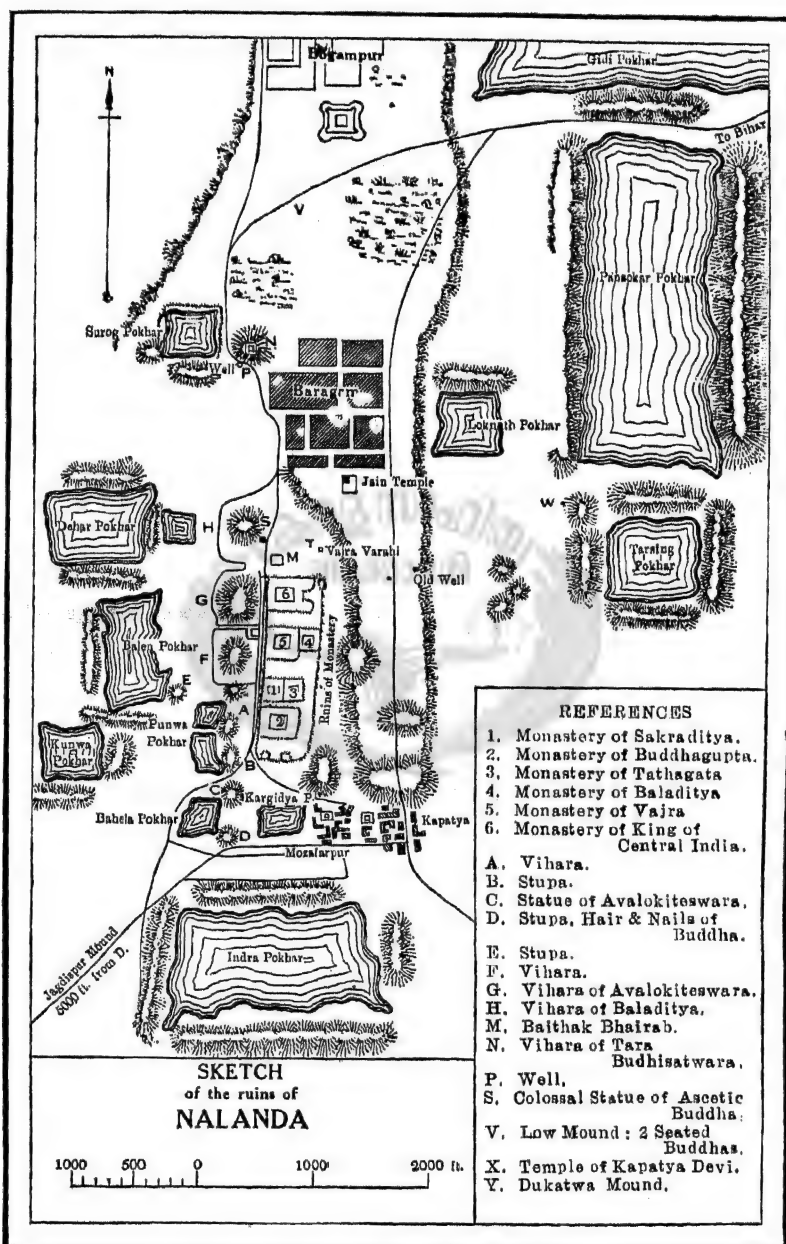 N
Begampur
Gidi Pokhar
To Bihar
V
Pansokar Pokhar
Surog Pokhar
N
Well
P
Baragaon
Loknath Pokhar
Jain Temple
W
Dehar Pokhar
H
S
T
Vajra Varahi
M
Old Well
Tarsing
Pokhar
G
6
Balen Pokhar
5
4
F
Ruins of Monastery
E
1
3
A
Punwa
Pokhar
2
Kunwa
Pokhar
B
C
Kargidya P.
Bahela Pokhar
Kapatya
D
Mozafarpur
Indra Pokhar
Jagdispur Mound
5000 ft. from D.
REFERENCES
1. Monastery of Sakraditya.
2. Monastery of Buddhagupta.
3. Monastery of Tathagata
4. Monastery of Baladitya
5. Monastery of Vajra
6. Monastery of King of
Central India.
A. Vihara.
B. Stupa.
C. Statue of Avalokiteswara.
D. Stupa, Hair & Nails of
Buddha.
E. Stupa.
F. Vihara.
G. Vihara of Avalokiteswara.
H. Vihara of Baladitya.
M. Baithak Bhairab.
N. Vihara of Tara
Budhisatwara.
P. Well.
S. Colossal Statue of Ascetic
Buddha.
V. Low Mound : 2 Seated
Buddhas.
X. Temple of Kapatya Devi.
Y. Dukatwa Mound.
SKETCH
of the ruins of
NALANDA
1000 500 0 1000 2000 ft.